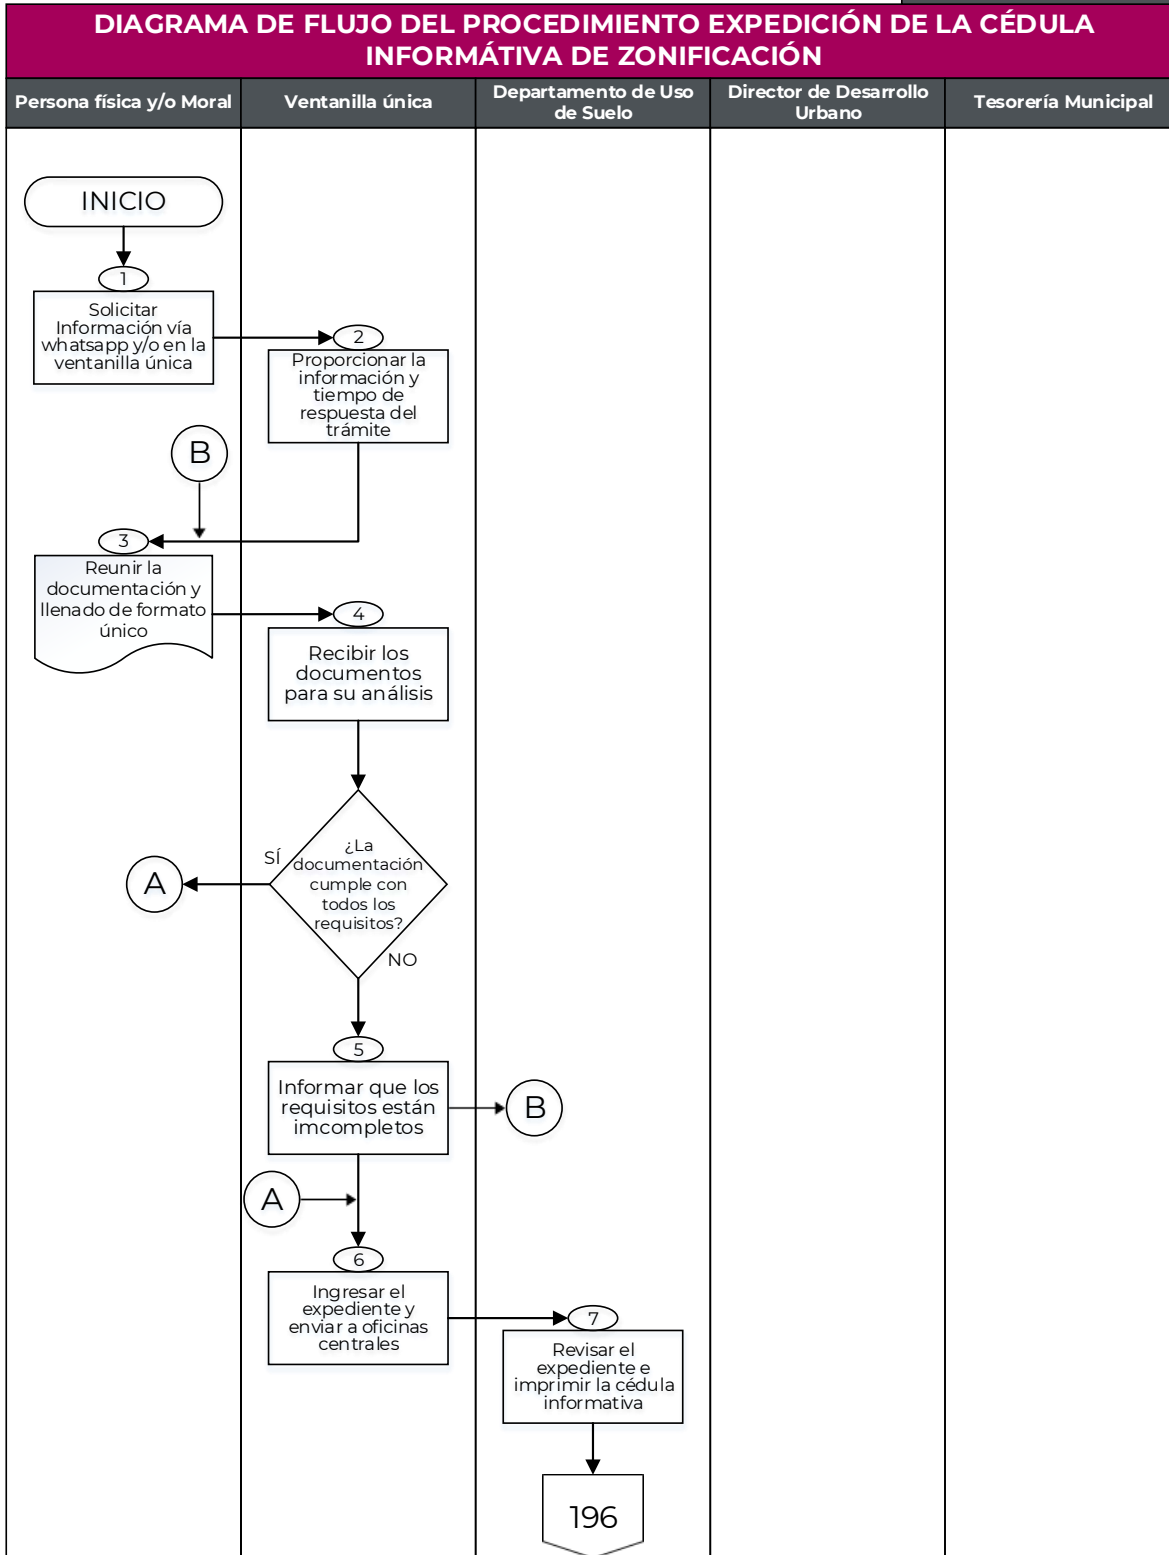 DIAGRAMA DE FLUJO DEL PROCEDIMIENTO EXPEDICIÓN DE LA CÉDULA
INFORMÁTIVA DE ZONIFICACIÓN
Persona física y/o Moral
Ventanilla única
Departamento de Uso
de Suelo
Director de Desarrollo
Urbano
Tesorería Municipal
INICIO
1
Solicitar
Información vía
whatsapp y/o en la
ventanilla única
2
Proporcionar la
información y
tiempo de
respuesta del
trámite
B
3
Reunir la
documentación y
llenado de formato
único
4
Recibir los
documentos
para su análisis
¿La
documentación
cumple con
todos los
requisitos?
SÍ
A
NO
5
Informar que los
requisitos están
imcompletos
B
A
6
Ingresar el
expediente y
enviar a oficinas
centrales
7
Revisar el
expediente e
imprimir la cédula
informativa
196